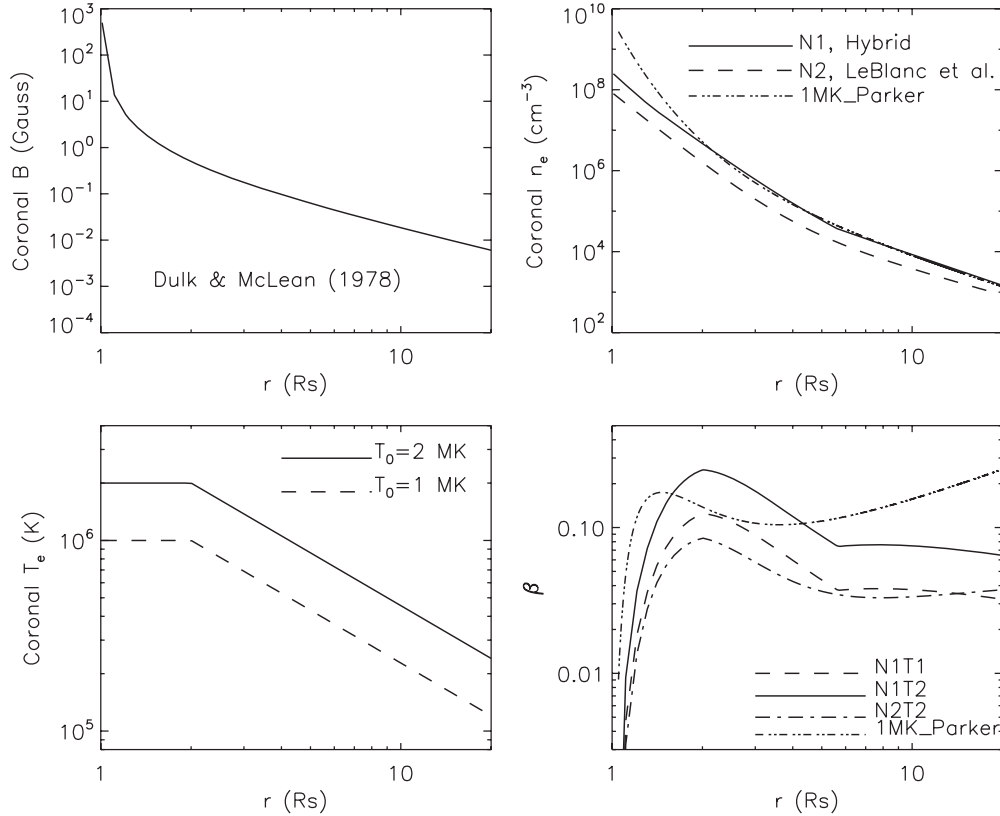 10^3
10^2
10^1
10^0
10^-1
10^-2
10^-3
10^-4
Coronal B (Gauss)
Dulk & McLean (1978)
1
10
r (Rs)
10^10
10^8
10^6
10^4
10^2
Coronal n_e (cm^-3)
N1, Hybrid
N2, LeBlanc et al.
1MK_Parker
1
10
r (Rs)
10^6
10^5
Coronal T_e (K)
T_0=2 MK
T_0=1 MK
1
10
r (Rs)
0.10
0.01
β
N1T1
N1T2
N2T2
1MK_Parker
1
10
r (Rs)